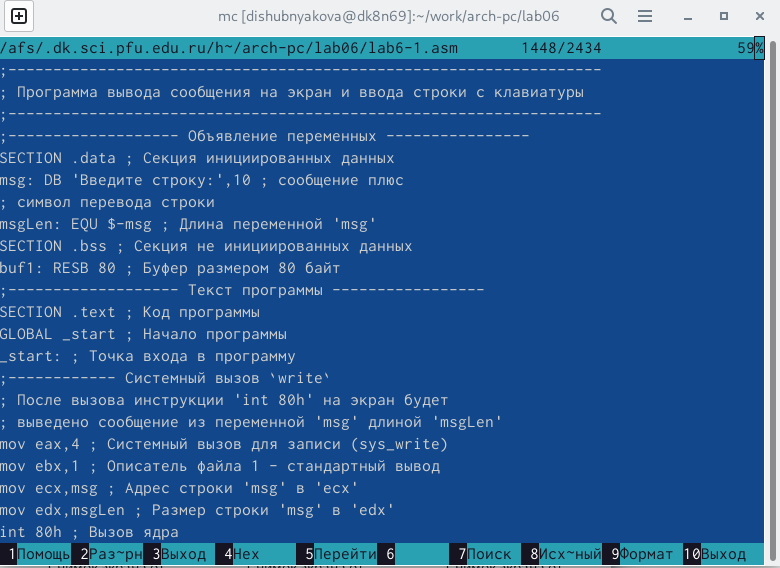 mc [dishubnyakova@dk8n69]:~/work/arch-pc/lab06
/afs/.dk.sci.pfu.edu.ru/h~/arch-pc/lab06/lab6-1.asm 1448/2434 59%
;------------------------------------------------------------------
; Программа вывода сообщения на экран и ввода строки с клавиатуры
;------------------------------------------------------------------
;------------------- Объявление переменных ----------------
SECTION .data ; Секция инициированных данных
msg: DB 'Введите строку:',10 ; сообщение плюс
; символ перевода строки
msgLen: EQU $-msg ; Длина переменной 'msg'
SECTION .bss ; Секция не инициированных данных
buf1: RESB 80 ; Буфер размером 80 байт
;------------------- Текст программы -----------------
SECTION .text ; Код программы
GLOBAL _start ; Начало программы
_start: ; Точка входа в программу
;------------ Системный вызов `write`
; После вызова инструкции 'int 80h' на экран будет
; выведено сообщение из переменной 'msg' длиной 'msgLen'
mov eax,4 ; Системный вызов для записи (sys_write)
mov ebx,1 ; Описатель файла 1 - стандартный вывод
mov ecx,msg ; Адрес строки 'msg' в 'ecx'
mov edx,msgLen ; Размер строки 'msg' в 'edx'
int 80h ; Вызов ядра
1Помощь 2Раз~рн 3Выход 4Hex 5Перейти 6 7Поиск 8Исх~ный 9Формат 10Выход